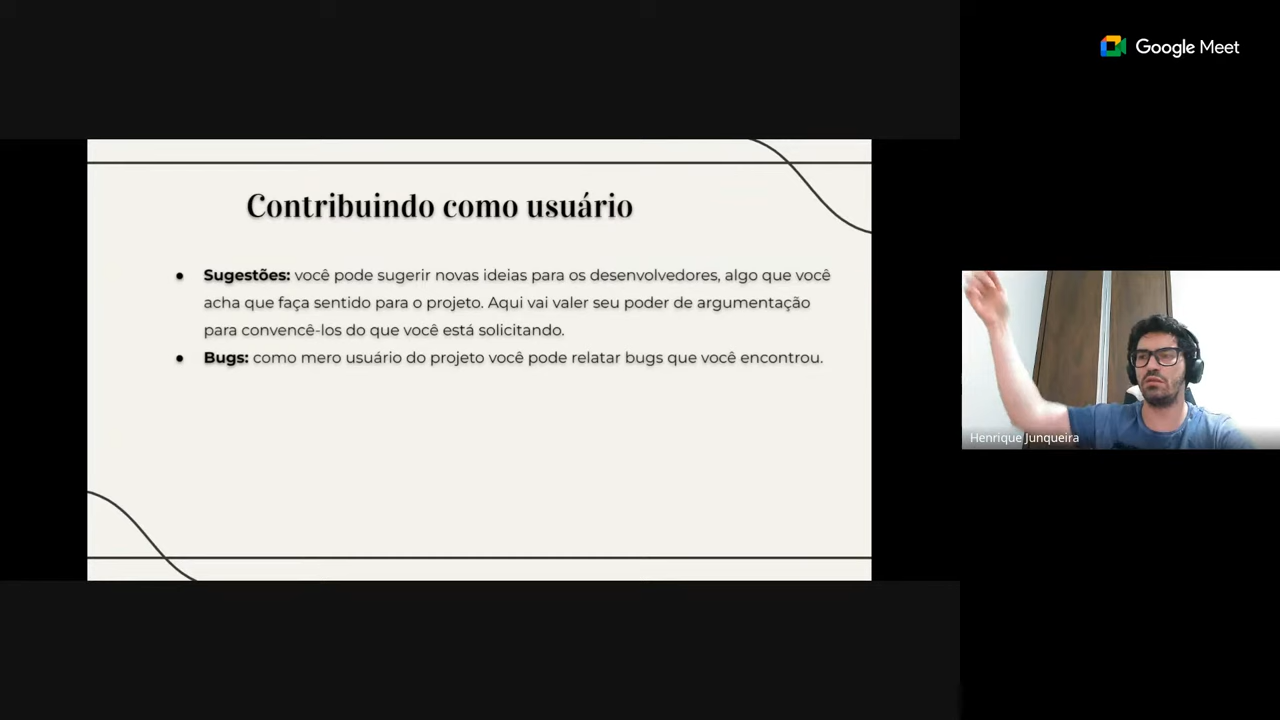 Google Meet
Contribuindo como usuário
● Sugestões: você pode sugerir novas ideias para os desenvolvedores, algo que você
acha que faça sentido para o projeto. Aqui vai valer seu poder de argumentação
para convencê-los do que você está solicitando.
● Bugs: como mero usuário do projeto você pode relatar bugs que você encontrou.
Henrique Junqueira